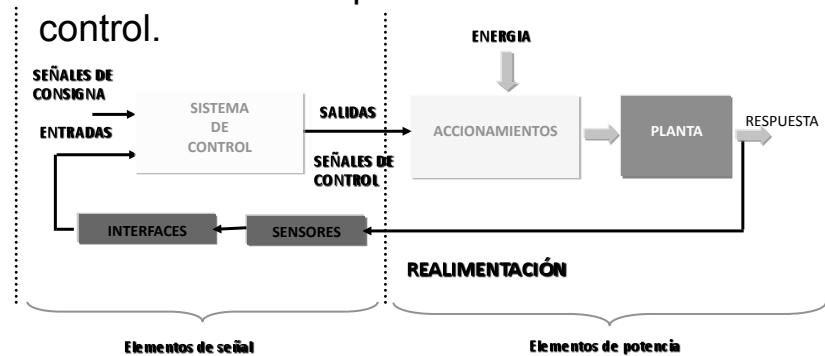 control.
ENERGIA
SEÑALES DE
CONSIGNA
ENTRADAS
SISTEMA
DE
CONTROL
SALIDAS
SEÑALES DE
CONTROL
ACCIONAMIENTOS
PLANTA
RESPUESTA
INTERFACES
SENSORES
REALIMENTACIÓN
Elementos de señal
Elementos de potencia